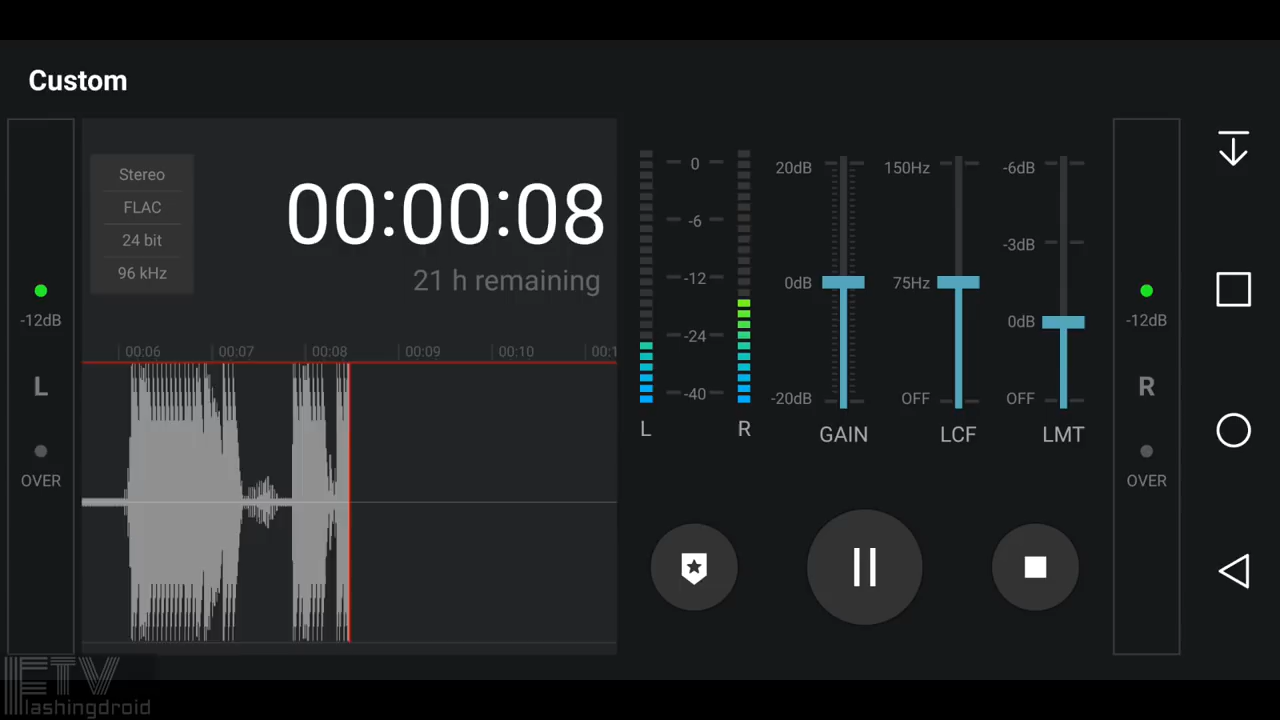 Custom
Stereo
FLAC
24 bit
96 kHz
00:00:08
21 h remaining
-12dB
L
OVER
00:06 00:07 00:08 00:09 00:10 00:1
0
-6
-12
-24
-40
L R
20dB
0dB
-20dB
GAIN
150Hz
75Hz
OFF
LCF
-6dB
-3dB
0dB
OFF
LMT
-12dB
R
OVER
FTV
lashingdroid